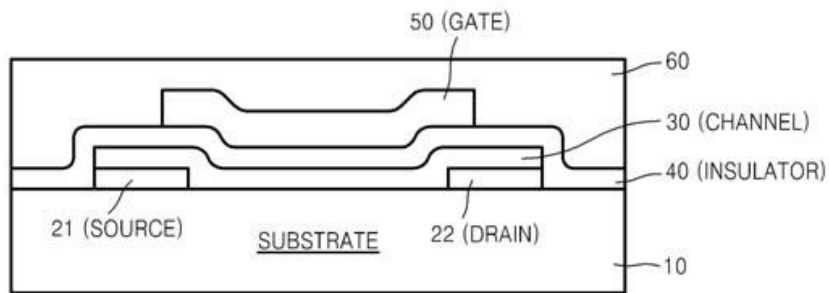 50 (GATE)
60
30 (CHANNEL)
40 (INSULATOR)
21 (SOURCE)
SUBSTRATE
22 (DRAIN)
10